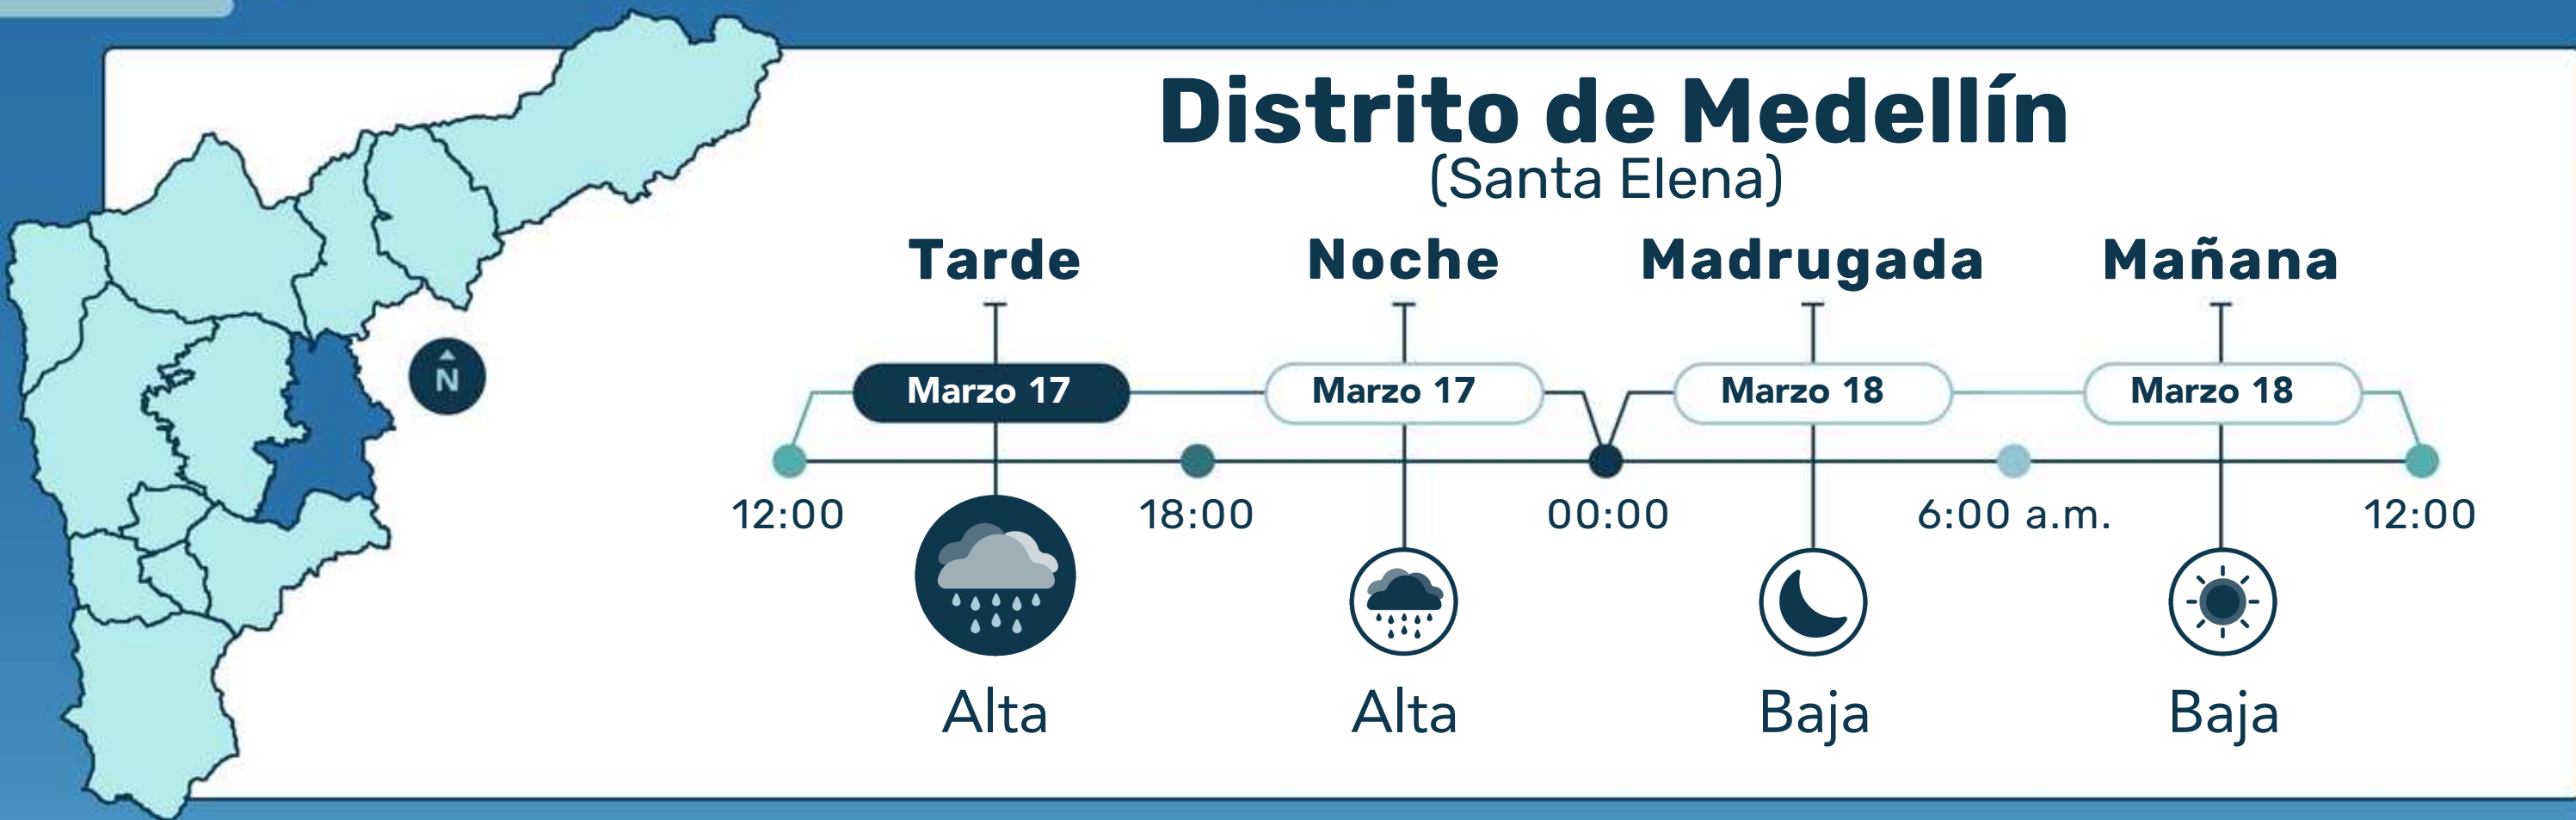 Distrito de Medellín
(Santa Elena)
Tarde Noche Madrugada Mañana
N
Marzo 17 Marzo 17 Marzo 18 Marzo 18
12:00 18:00 00:00 6:00 a.m. 12:00
Alta Alta Baja Baja